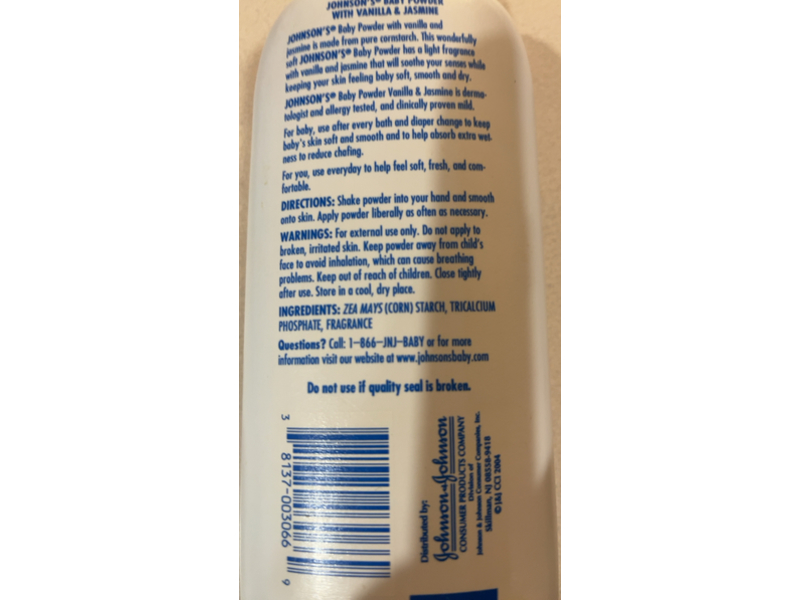 JOHNSON'S® BABY POWDER
WITH VANILLA & JASMINE
JOHNSON'S® Baby Powder with vanilla and
jasmine is made from pure cornstarch. This wonderfully
soft JOHNSON'S® Baby Powder has a light fragrance
with vanilla and jasmine that will soothe your senses while
keeping your skin feeling baby soft, smooth and dry.
JOHNSON'S® Baby Powder Vanilla & Jasmine is derma-
tologist and allergy tested, and clinically proven mild.
For baby, use after every bath and diaper change to keep
baby's skin soft and smooth and to help absorb extra wet-
ness to reduce chafing.
For you, use everyday to help feel soft, fresh, and com-
fortable.
DIRECTIONS: Shake powder into your hand and smooth
onto skin. Apply powder liberally as often as necessary.
WARNINGS: For external use only. Do not apply to
broken, irritated skin. Keep powder away from child's
face to avoid inhalation, which can cause breathing
problems. Keep out of reach of children. Close tightly
after use. Store in a cool, dry place.
INGREDIENTS: ZEA MAYS (CORN) STARCH, TRICALCIUM
PHOSPHATE, FRAGRANCE
Questions? Call: 1-866-JNJ-BABY or for more
information visit our website at www.johnsonsbaby.com
Do not use if quality seal is broken.
3 8137-003066 9
Distributed by:
Johnson & Johnson
CONSUMER PRODUCTS COMPANY
Division of
Johnson & Johnson Consumer Companies, Inc.
Skillman, NJ 08558-9418
© J&J CCI 2004